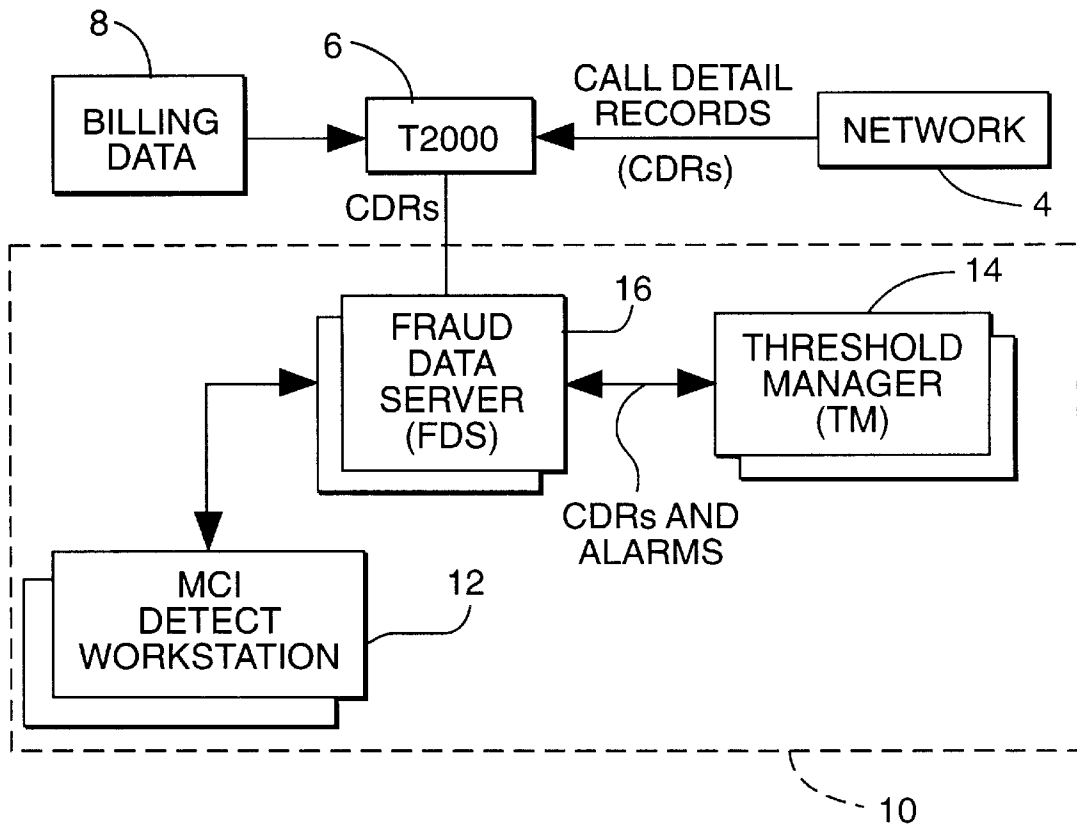 8
6
BILLING
DATA
T2000
CALL DETAIL
RECORDS
(CDRs)
NETWORK
4
CDRs
FRAUD
DATA
SERVER
(FDS)
16
14
THRESHOLD
MANAGER
(TM)
CDRs AND
ALARMS
MCI
DETECT
WORKSTATION
12
10